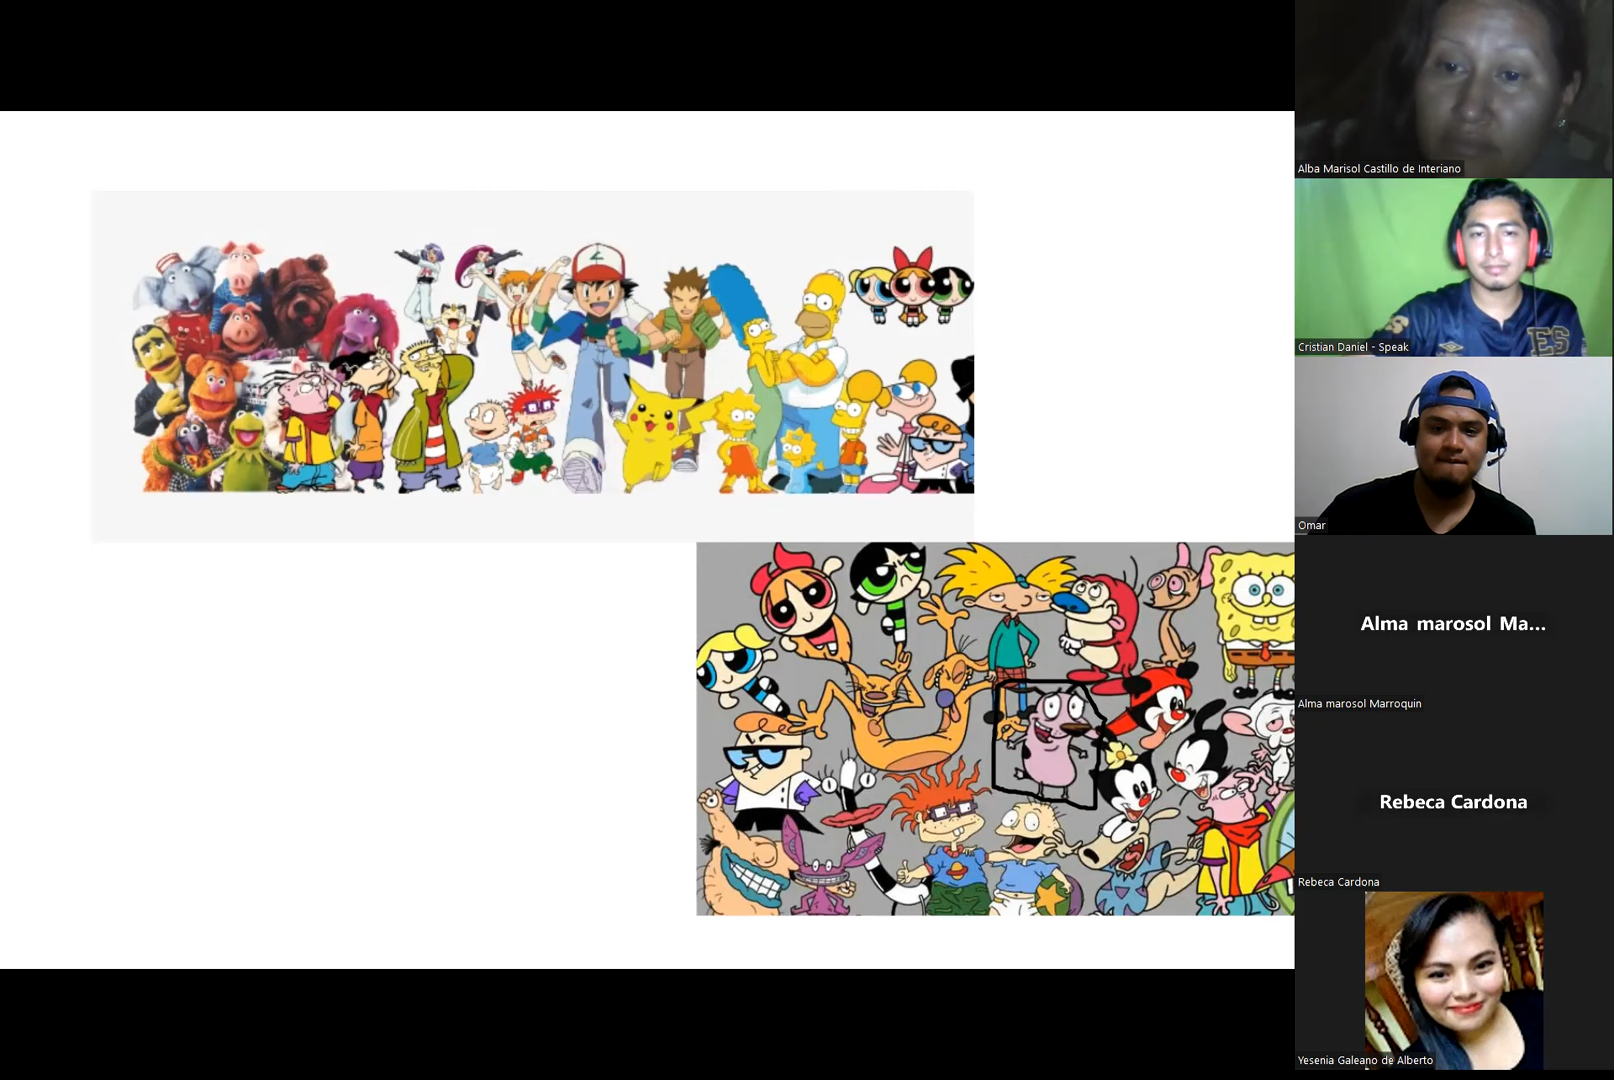 Alba Marisol Castillo de Interiano
ES
Cristian Daniel - Speak
Omar
Alma marosol Ma...
Alma marosol Marroquin
Rebeca Cardona
Rebeca Cardona
Yesenia Galeano de Alberto